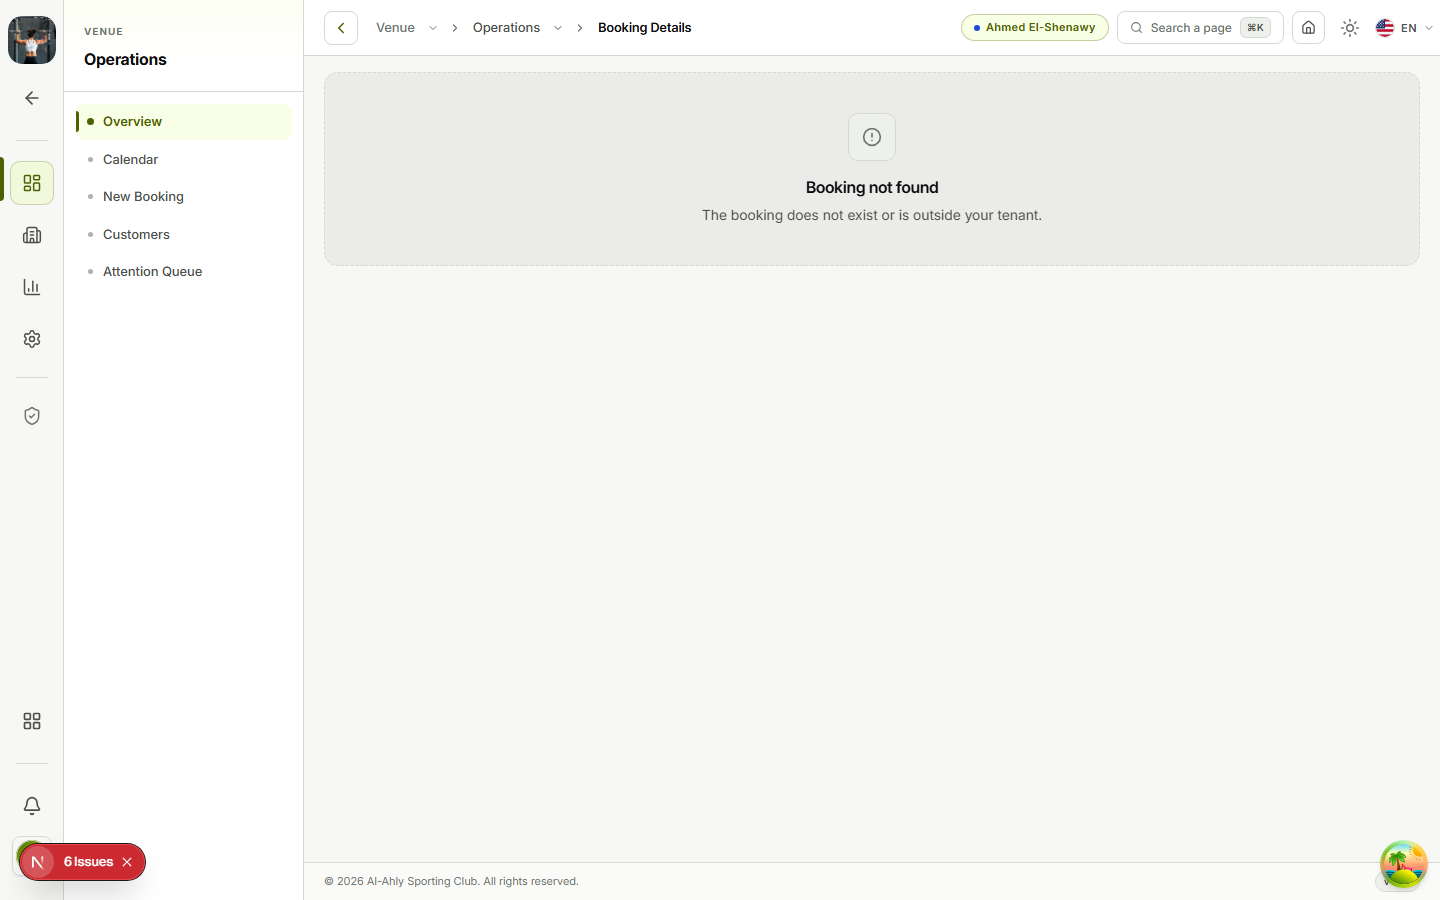 VENUE
Operations
Overview
Calendar
New Booking
Customers
Attention Queue
6 Issues
Venue
Operations
Booking Details
Ahmed El-Shenawy
Search a page
⌘K
EN
Booking not found
The booking does not exist or is outside your tenant.
© 2026 Al-Ahly Sporting Club. All rights reserved.